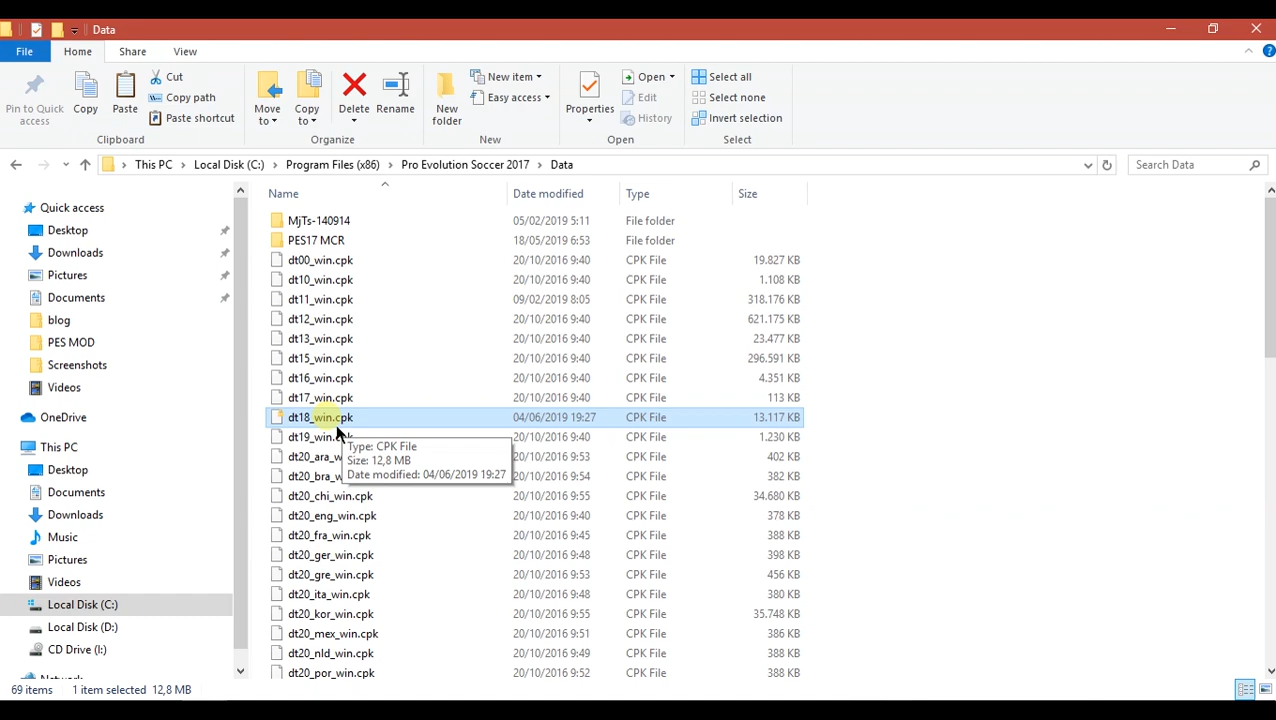 Data
File Home Share View
Pin to Quick access
Copy
Paste
Cut
Copy path
Paste shortcut
Clipboard
Move to
Copy to
Delete
Rename
Organize
New folder
New item
Easy access
New
Properties
Open
Edit
History
Open
Select all
Select none
Invert selection
Select
This PC Local Disk (C:) Program Files (x86) Pro Evolution Soccer 2017 Data
Search Data
Quick access
Desktop
Downloads
Pictures
Documents
blog
PES MOD
Screenshots
Videos
OneDrive
This PC
Desktop
Documents
Downloads
Music
Pictures
Videos
Local Disk (C:)
Local Disk (D:)
CD Drive (I:)
Name Date modified Type Size
MjTs-140914 05/02/2019 5:11 File folder
PES17 MCR 18/05/2019 6:53 File folder
dt00_win.cpk 20/10/2016 9:40 CPK File 19.827 KB
dt10_win.cpk 20/10/2016 9:40 CPK File 1.108 KB
dt11_win.cpk 09/02/2019 8:05 CPK File 318.176 KB
dt12_win.cpk 20/10/2016 9:40 CPK File 621.175 KB
dt13_win.cpk 20/10/2016 9:40 CPK File 23.477 KB
dt15_win.cpk 20/10/2016 9:40 CPK File 296.591 KB
dt16_win.cpk 20/10/2016 9:40 CPK File 4.351 KB
dt17_win.cpk 20/10/2016 9:40 CPK File 113 KB
dt18_win.cpk 04/06/2019 19:27 CPK File 13.117 KB
dt19_win.cpk 20/10/2016 9:40 CPK File 1.230 KB
dt20_ara_w 20/10/2016 9:53 CPK File 402 KB
dt20_bra_w 20/10/2016 9:54 CPK File 382 KB
dt20_chi_win.cpk 20/10/2016 9:55 CPK File 34.680 KB
dt20_eng_win.cpk 20/10/2016 9:40 CPK File 378 KB
dt20_fra_win.cpk 20/10/2016 9:45 CPK File 388 KB
dt20_ger_win.cpk 20/10/2016 9:48 CPK File 398 KB
dt20_gre_win.cpk 20/10/2016 9:53 CPK File 456 KB
dt20_ita_win.cpk 20/10/2016 9:48 CPK File 380 KB
dt20_kor_win.cpk 20/10/2016 9:55 CPK File 35.748 KB
dt20_mex_win.cpk 20/10/2016 9:51 CPK File 386 KB
dt20_nld_win.cpk 20/10/2016 9:49 CPK File 388 KB
dt20_por_win.cpk 20/10/2016 9:52 CPK File 388 KB
Type: CPK File
Size: 12,8 MB
Date modified: 04/06/2019 19:27
69 items 1 item selected 12,8 MB